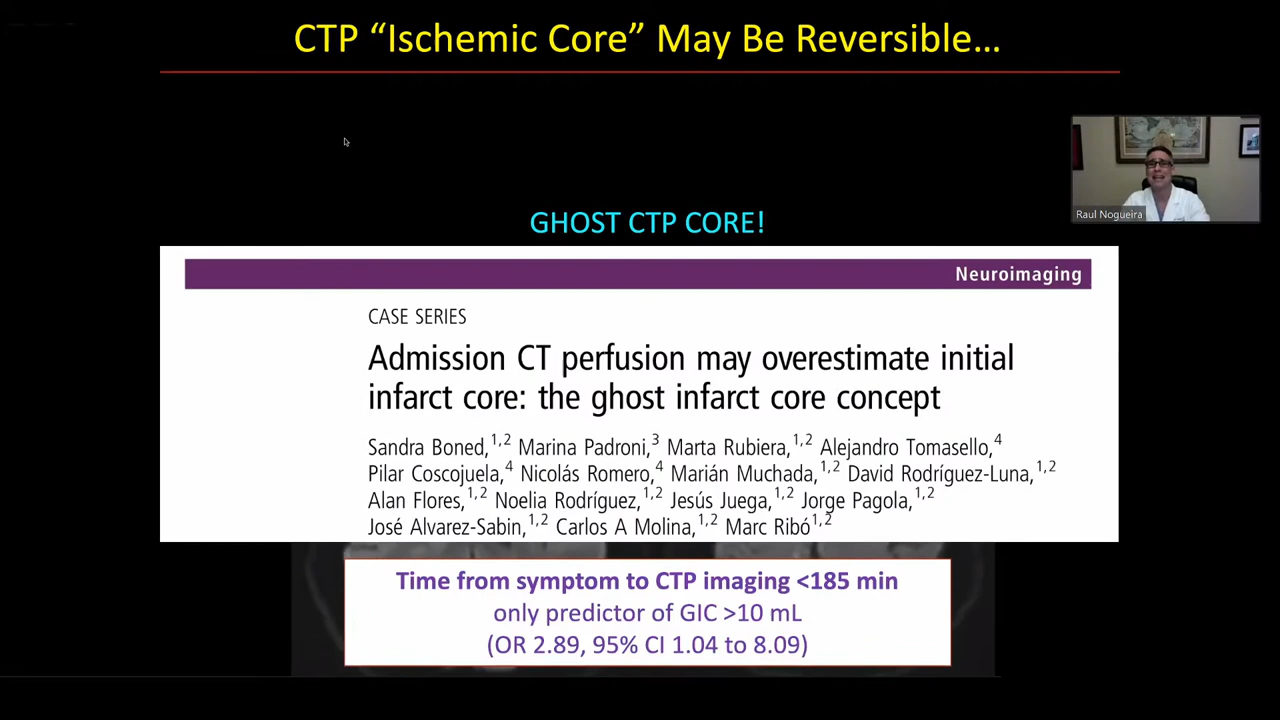 CTP “Ischemic Core” May Be Reversible...
Raul Nogueira
GHOST CTP CORE!
Neuroimaging
CASE SERIES
Admission CT perfusion may overestimate initial
infarct core: the ghost infarct core concept
Sandra Boned,1,2 Marina Padroni,3 Marta Rubiera,1,2 Alejandro Tomasello,4
Pilar Coscojuela,4 Nicolás Romero,4 Marián Muchada,1,2 David Rodríguez-Luna,1,2
Alan Flores,1,2 Noelia Rodríguez,1,2 Jesús Juega,1,2 Jorge Pagola,1,2
José Alvarez-Sabin,1,2 Carlos A Molina,1,2 Marc Ribó1,2
Time from symptom to CTP imaging <185 min
only predictor of GIC >10 mL
(OR 2.89, 95% CI 1.04 to 8.09)